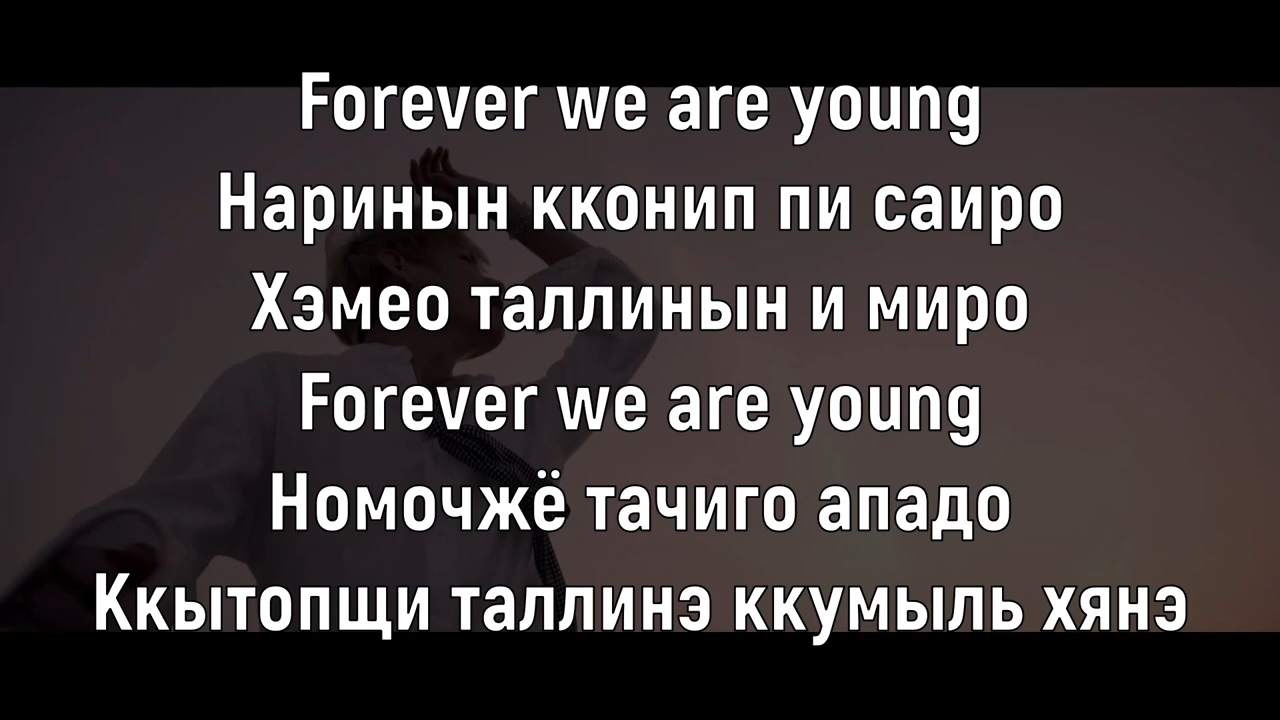 Forever we are young
Наринын кконип пи саиро
Хэмео таллинын и миро
Forever we are young
Номочжё тачиго ападо
Ккытопщи таллинэ ккумыль хянэ